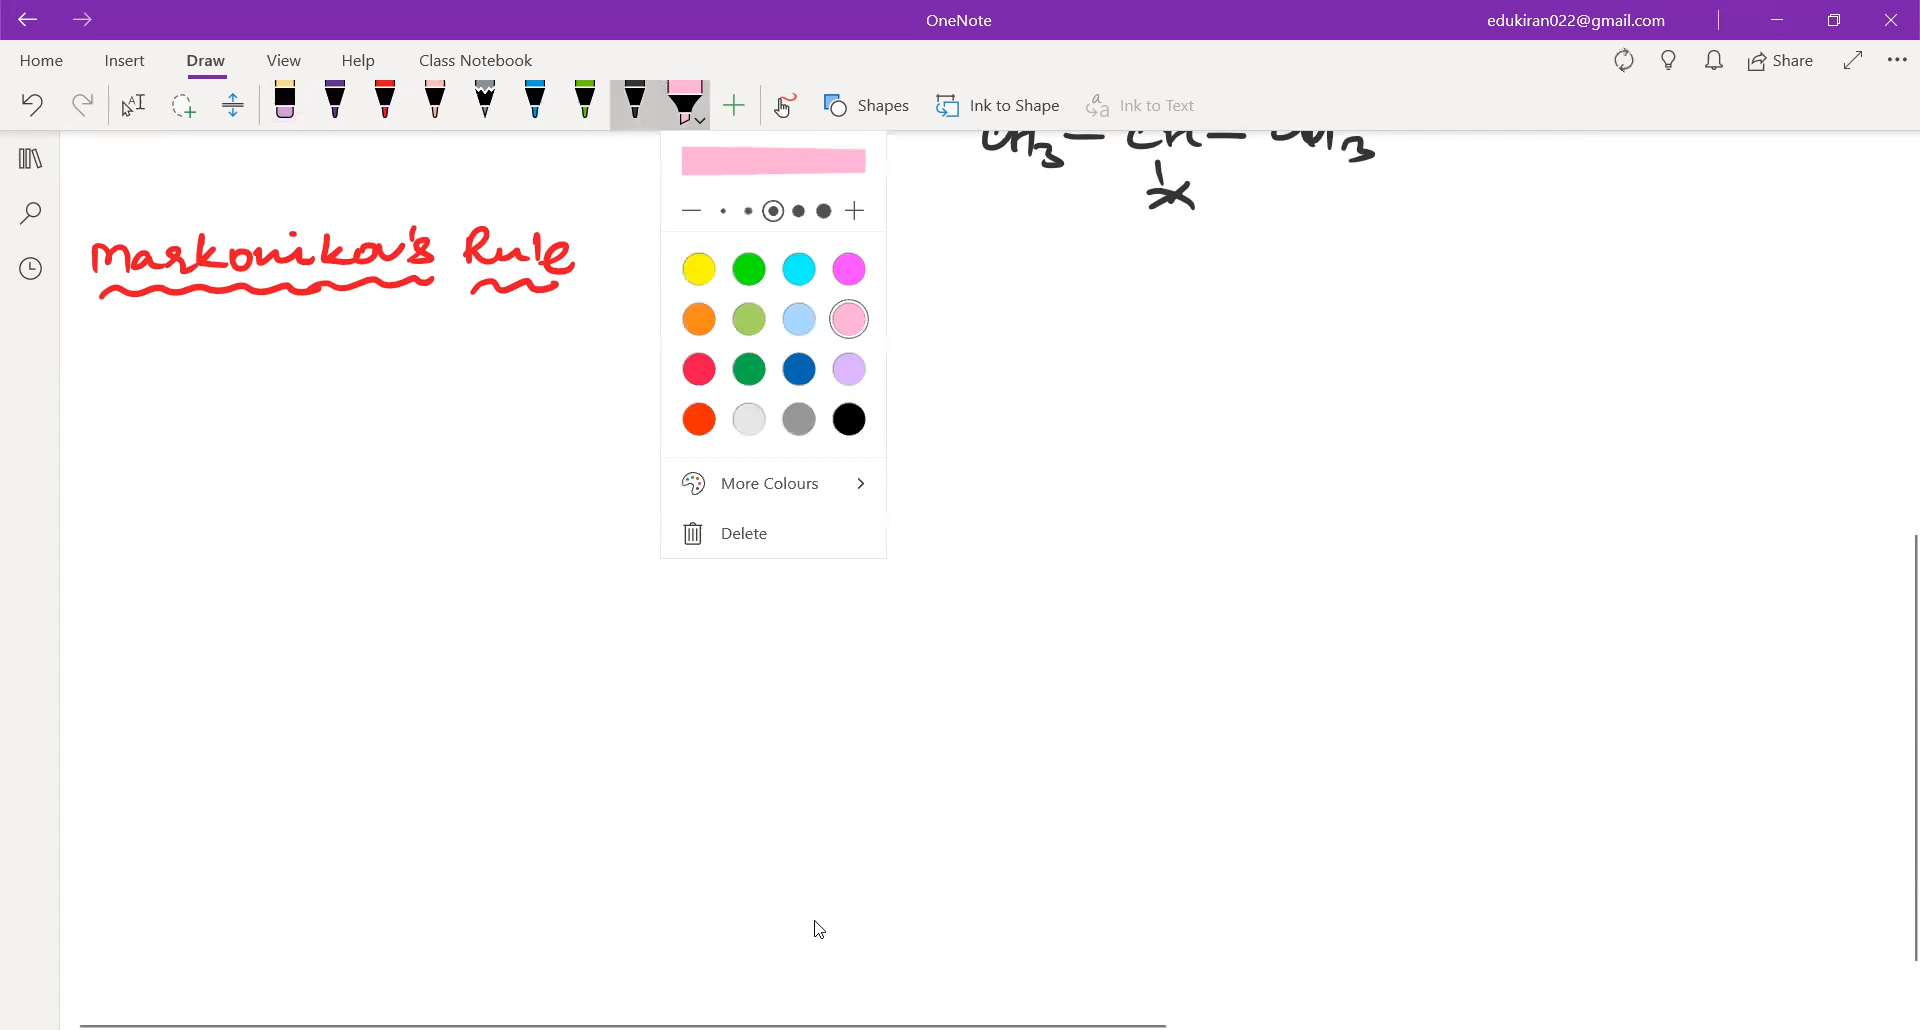 OneNote
edukiran022@gmail.com
Home Insert Draw View Help Class Notebook
Share
Shapes Ink to Shape Ink to Text
CH3 - CH - CH3
X
Markonikov's Rule
More Colours
Delete